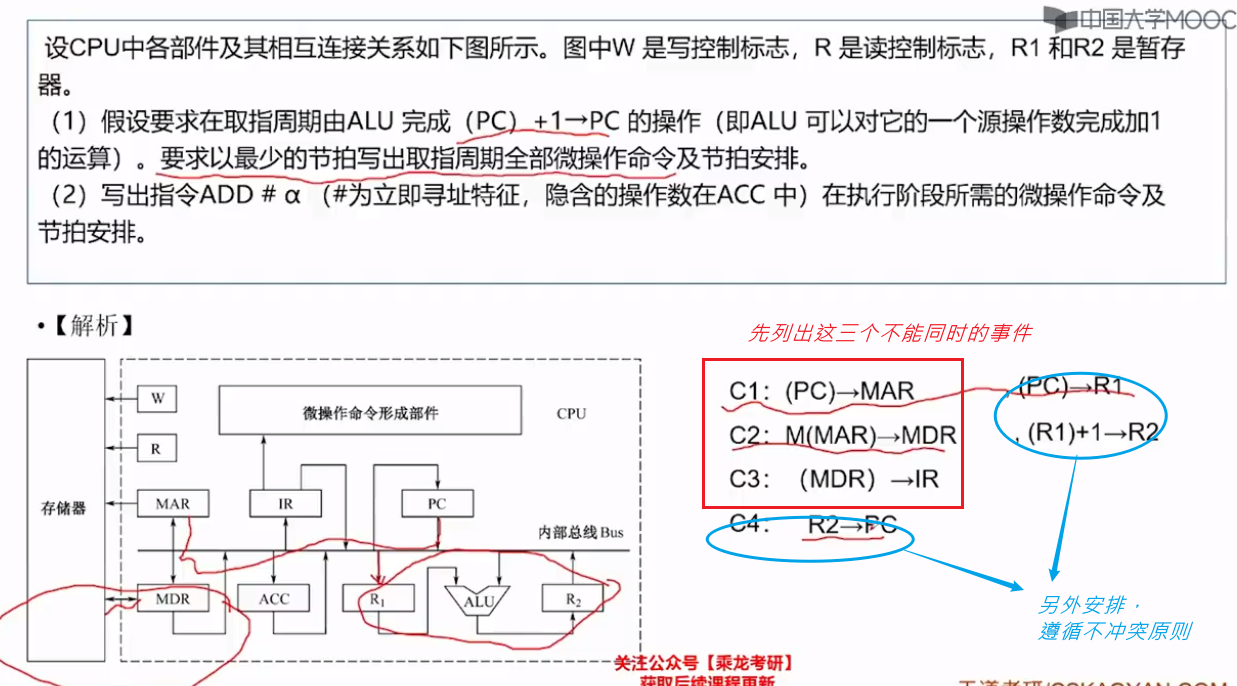 中国大学MOOC
设CPU中各部件及其相互连接关系如下图所示。图中W 是写控制标志，R 是读控制标志，R1 和R2 是暂存
器。
（1）假设要求在取指周期由ALU 完成（PC）+1→PC 的操作（即ALU 可以对它的一个源操作数完成加1
的运算）。要求以最少的节拍写出取指周期全部微操作命令及节拍安排。
（2）写出指令ADD # α （#为立即寻址特征，隐含的操作数在ACC 中）在执行阶段所需的微操作命令及
节拍安排。
•【解析】
先列出这三个不能同时的事件
W
微操作命令形成部件
CPU
R
存储器
MAR
IR
PC
内部总线 Bus
MDR
ACC
R1
ALU
R2
C1：(PC)→MAR
(PC)→R1
C2：M(MAR)→MDR
, (R1)+1→R2
C3：（MDR）→IR
C4： R2→PC
另外安排，
遵循不冲突原则
关注公众号【乘龙考研】
获取后续课程更新